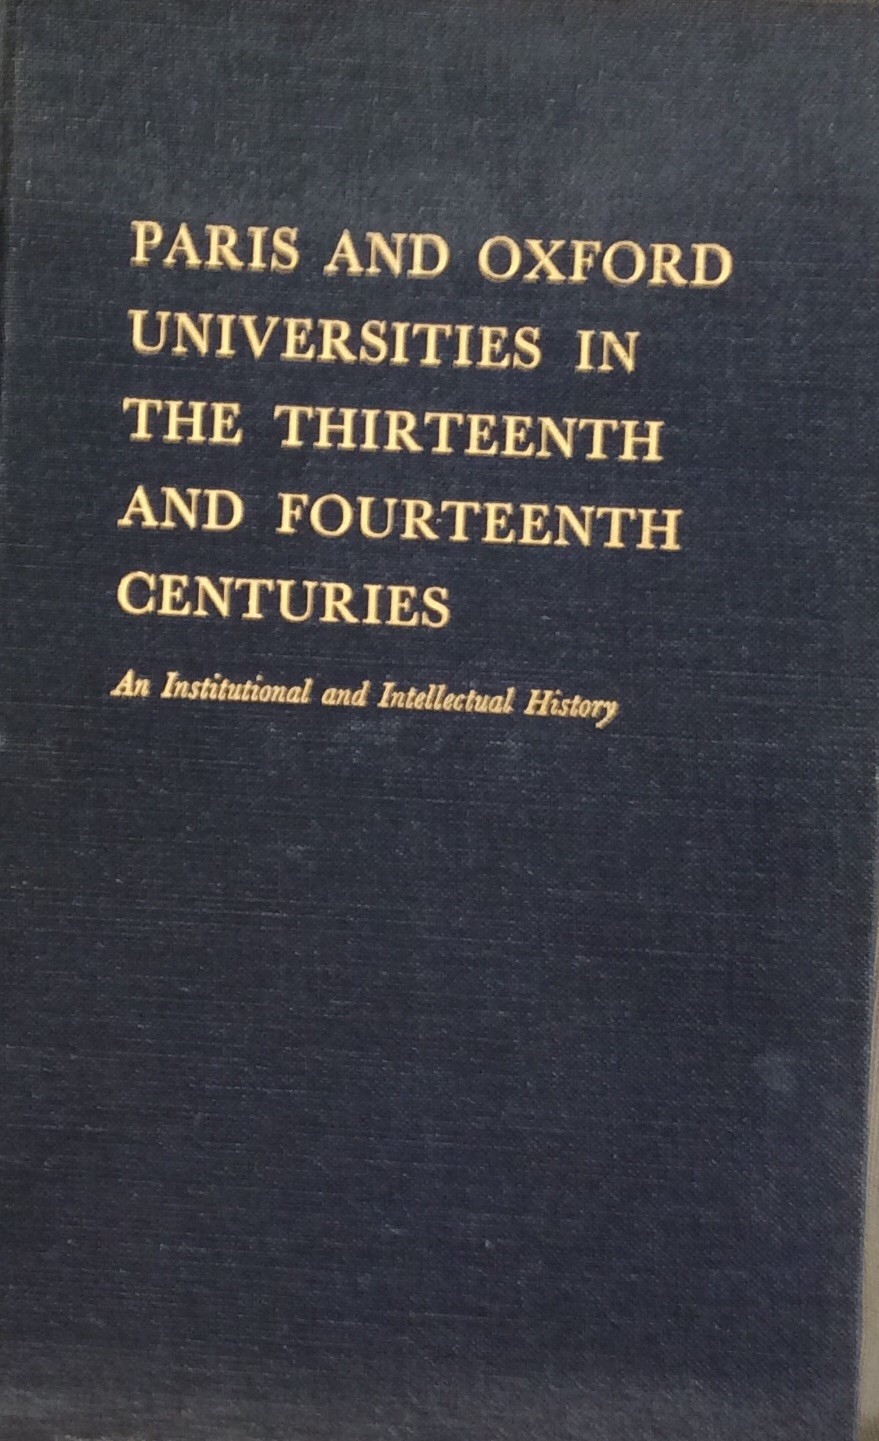 PARIS AND OXFORD
UNIVERSITIES IN
THE THIRTEENTH
AND FOURTEENTH
CENTURIES
An Institutional and Intellectual History